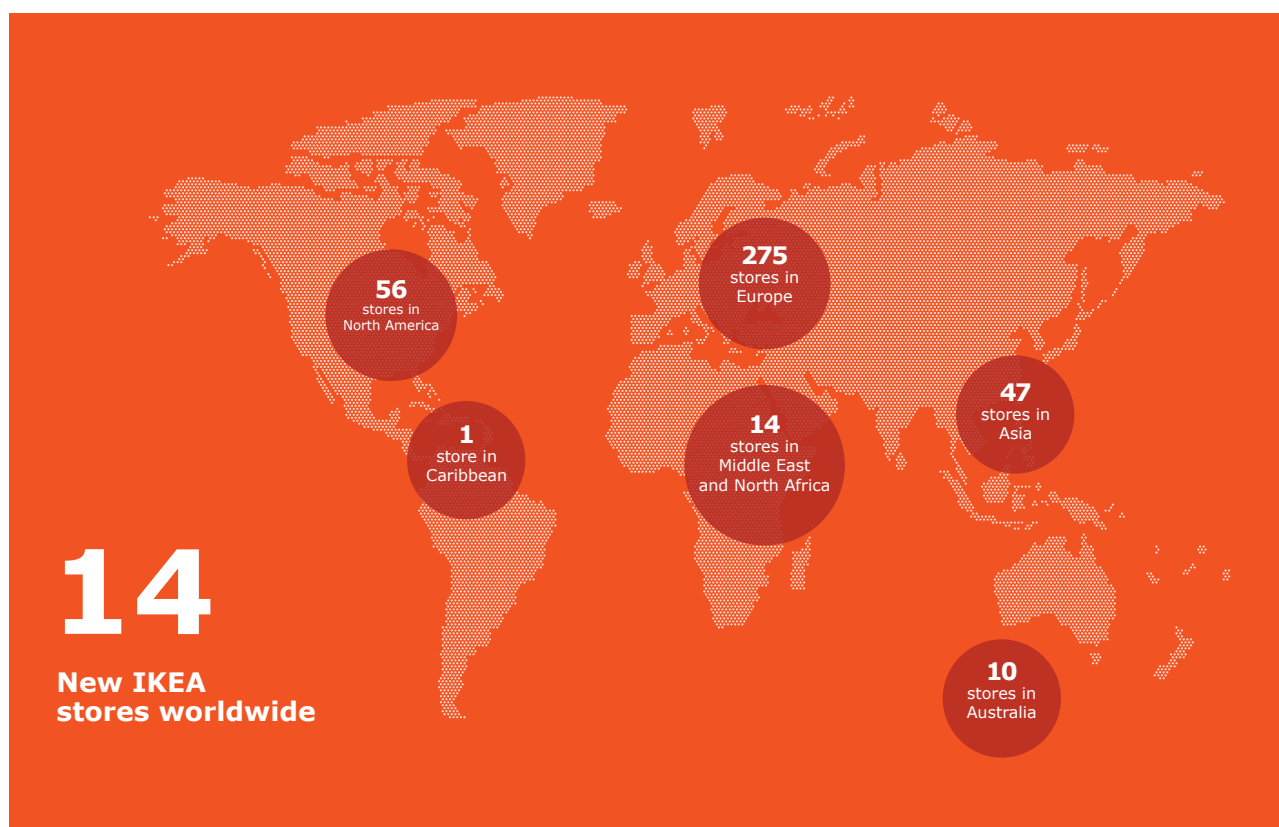 275
stores in
Europe
56
stores in
North America
47
stores in
Asia
14
stores in
Middle East
and North Africa
1
store in
Caribbean
14
New IKEA
stores worldwide
10
stores in
Australia